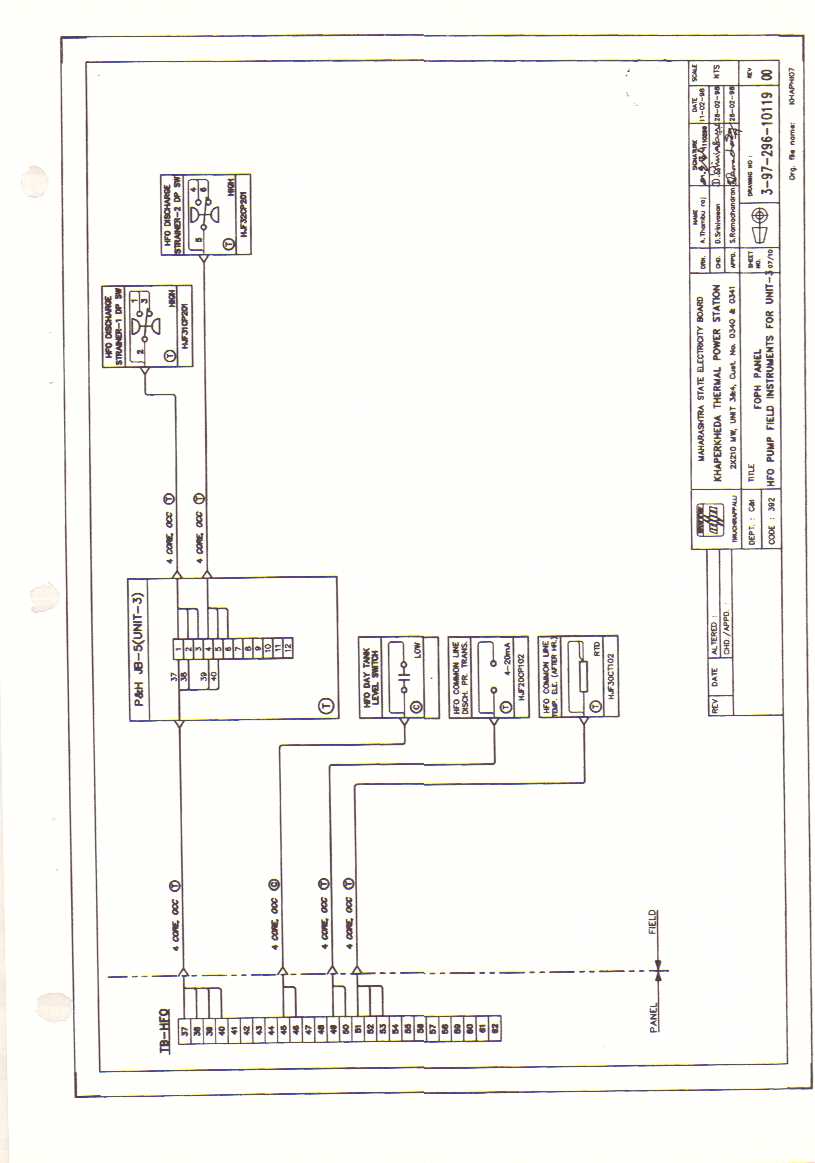 HFO DISCHARGE
STRAINER-2 DP SW
4
6
5
HIGH
T
HJF32CP201
HFO DISCHARGE
STRAINER-1 DP SW
1
3
2
HIGH
T
HJF31CP201
4 CORE, OCC T
4 CORE, OCC T
P&H JB-5(UNIT-3)
37
38
39
40
1
2
3
4
5
6
7
8
9
10
11
12
T
HFO DAY TANK
LEVEL SWITCH
LOW
C
HFO COMMON LINE
DISCH. PR. TRANS.
4-20mA
T
HJF20CP102
HFO COMMON LINE
TEMP. ELE. (AFTER HR.)
RTD
T
HJF30CT102
4 CORE, OCC T
4 CORE, OCC C
4 CORE, OCC T
4 CORE, OCC T
TB-HFO
37
38
39
40
41
42
43
44
45
46
47
48
49
50
51
52
53
54
55
56
57
58
59
60
61
62
PANEL
FIELD
REV
DATE
ALTERED :
CHD./APPD. :
TIRUCHIRAPPALLI
MAHARASHTRA STATE ELECTRICITY BOARD
KHAPERKHEDA THERMAL POWER STATION
2X210 MW, UNIT 3&4, Cust. No. 0340 & 0341
DEPT. : C&I
CODE : 392
TITLE
FOPH PANEL
HFO PUMP FIELD INSTRUMENTS FOR UNIT-3
NAME
SIGNATURE
DATE
SCALE
DRN.
A.Thambu raj
11-02-98
NTS
CHD.
D.Srinivasan
26-02-98
APPD.
S.Ramachandran
26-02-98
SHEET
NO.
07/10
DRAWING NO :
3-97-296-10119
REV
00
Org. file name: KHAPHI07